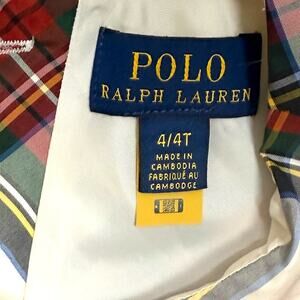 POLO
RALPH LAUREN
4/4T
MADE IN
CAMBODIA
FABRIQUÉ AU
CAMBODGE